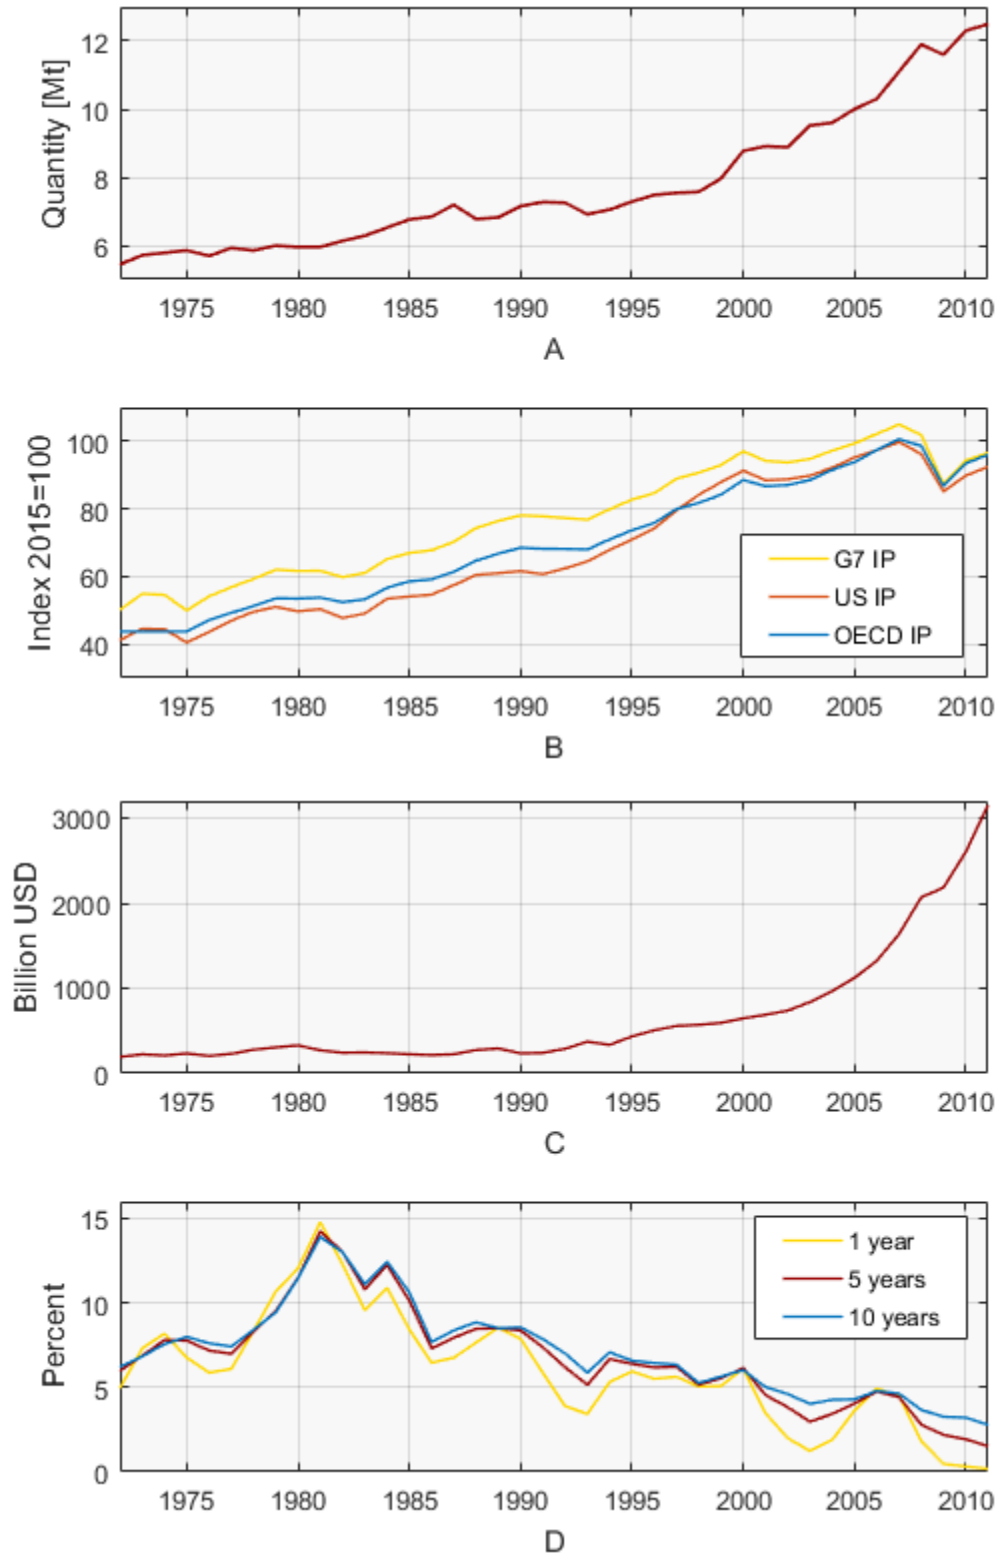 Quantity [Mt]
12
10
8
6
1975 1980 1985 1990 1995 2000 2005 2010
A
Index 2015=100
100
80
60
40
G7 IP
US IP
OECD IP
1975 1980 1985 1990 1995 2000 2005 2010
B
Billion USD
3000
2000
1000
0
1975 1980 1985 1990 1995 2000 2005 2010
C
Percent
15
10
5
0
1 year
5 years
10 years
1975 1980 1985 1990 1995 2000 2005 2010
D